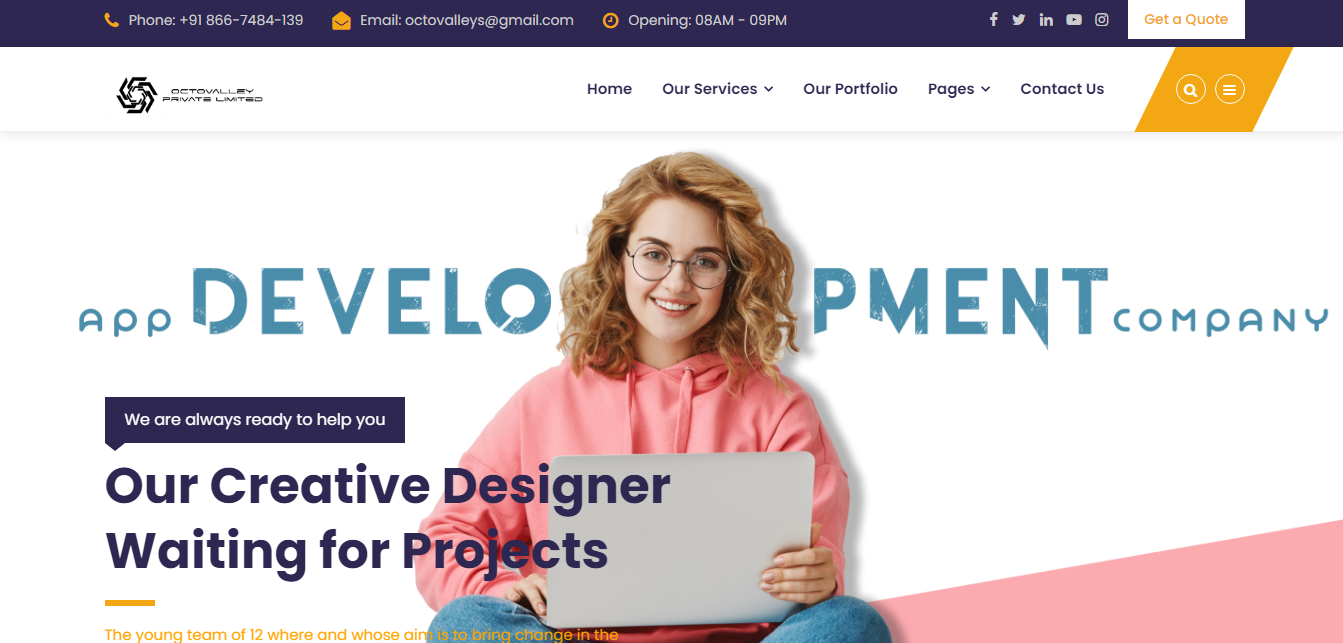 Phone: +91 866-7484-139 Email: octovalleys@gmail.com Opening: 08AM - 09PM Get a Quote
OCTOVALLEY
PRIVATE LIMITED
Home Our Services Our Portfolio Pages Contact Us
APP DEVELOPMENT COMPANY
We are always ready to help you
Our Creative Designer
Waiting for Projects
The young team of 12 where and whose aim is to bring change in the